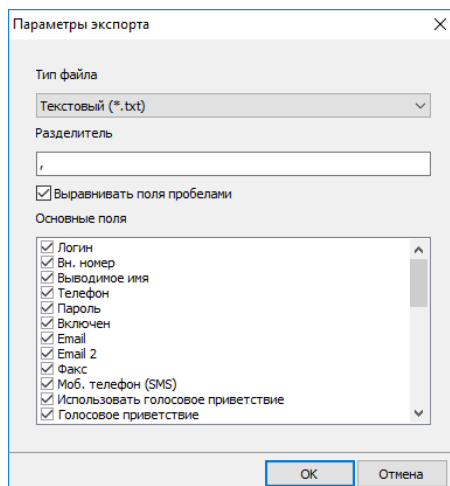 Параметры экспорта
Тип файла
Текстовый (*.txt)
Разделитель
,
Выравнивать поля пробелами
Основные поля
Логин
Вн. номер
Выводимое имя
Телефон
Пароль
Включен
Email
Email 2
Факс
Моб. телефон (SMS)
Использовать голосовое приветствие
Голосовое приветствие
OK Отмена